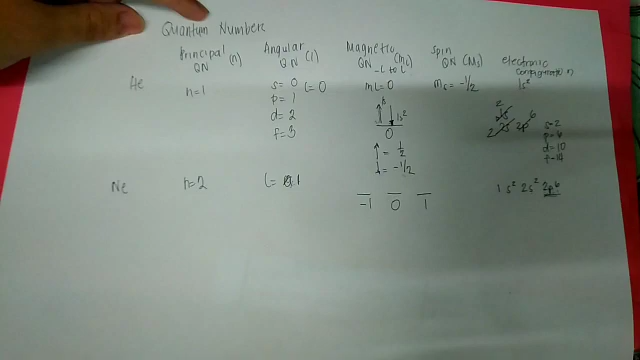 Quantum Numbers
Principal QN (n)
Angular QN (l)
Magnetic QN (ml)
-l to l
Spin QN (Ms)
electronic configuration
He
n=1
s=0
p=1
d=2
f=3
l=0
ml=0
1s²
0
↑ = 1/2
↓ = -1/2
ms = -1/2
1s²
2p⁶
s=2
p=6
d=10
f=14
Ne
n=2
l= 1
-1 0 1
1s² 2s² 2p⁶